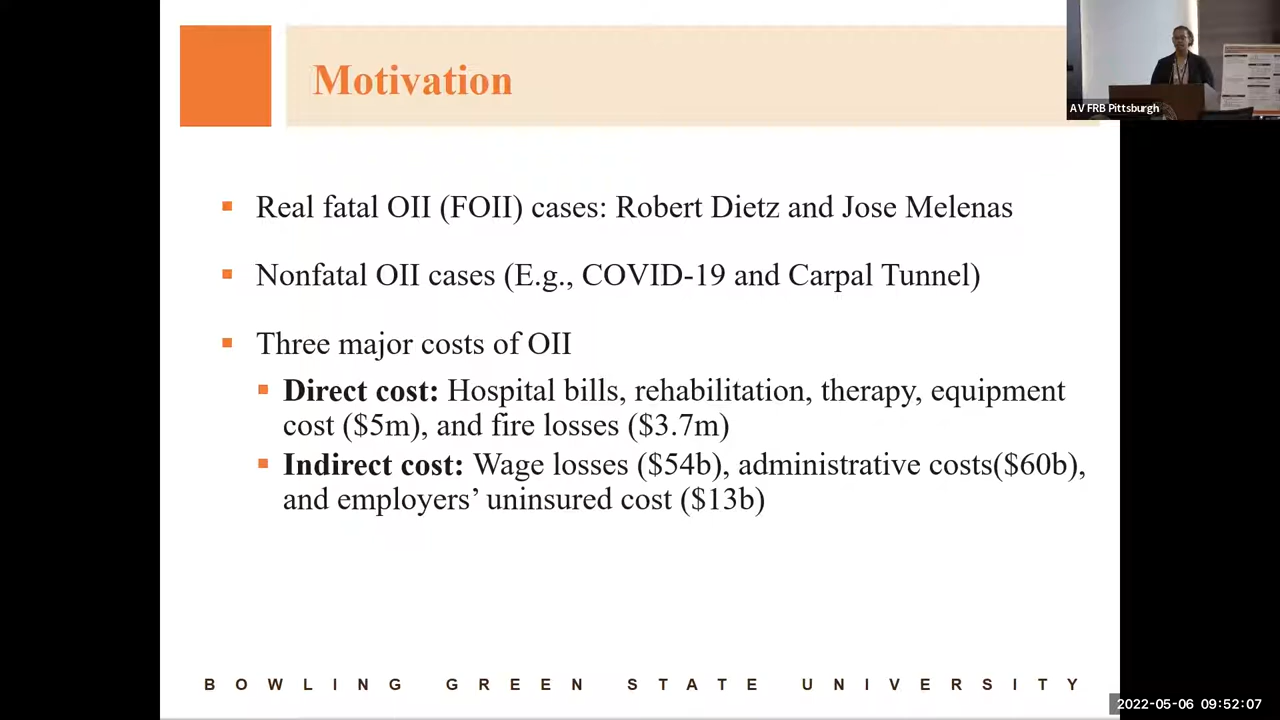 Motivation
AV FRB Pittsburgh
Real fatal OII (FOII) cases: Robert Dietz and Jose Melenas
Nonfatal OII cases (E.g., COVID-19 and Carpal Tunnel)
Three major costs of OII
Direct cost: Hospital bills, rehabilitation, therapy, equipment
cost ($5m), and fire losses ($3.7m)
Indirect cost: Wage losses ($54b), administrative costs($60b),
and employers’ uninsured cost ($13b)
BOWLING GREEN STATE UNIVERSITY
2022-05-06 09:52:07